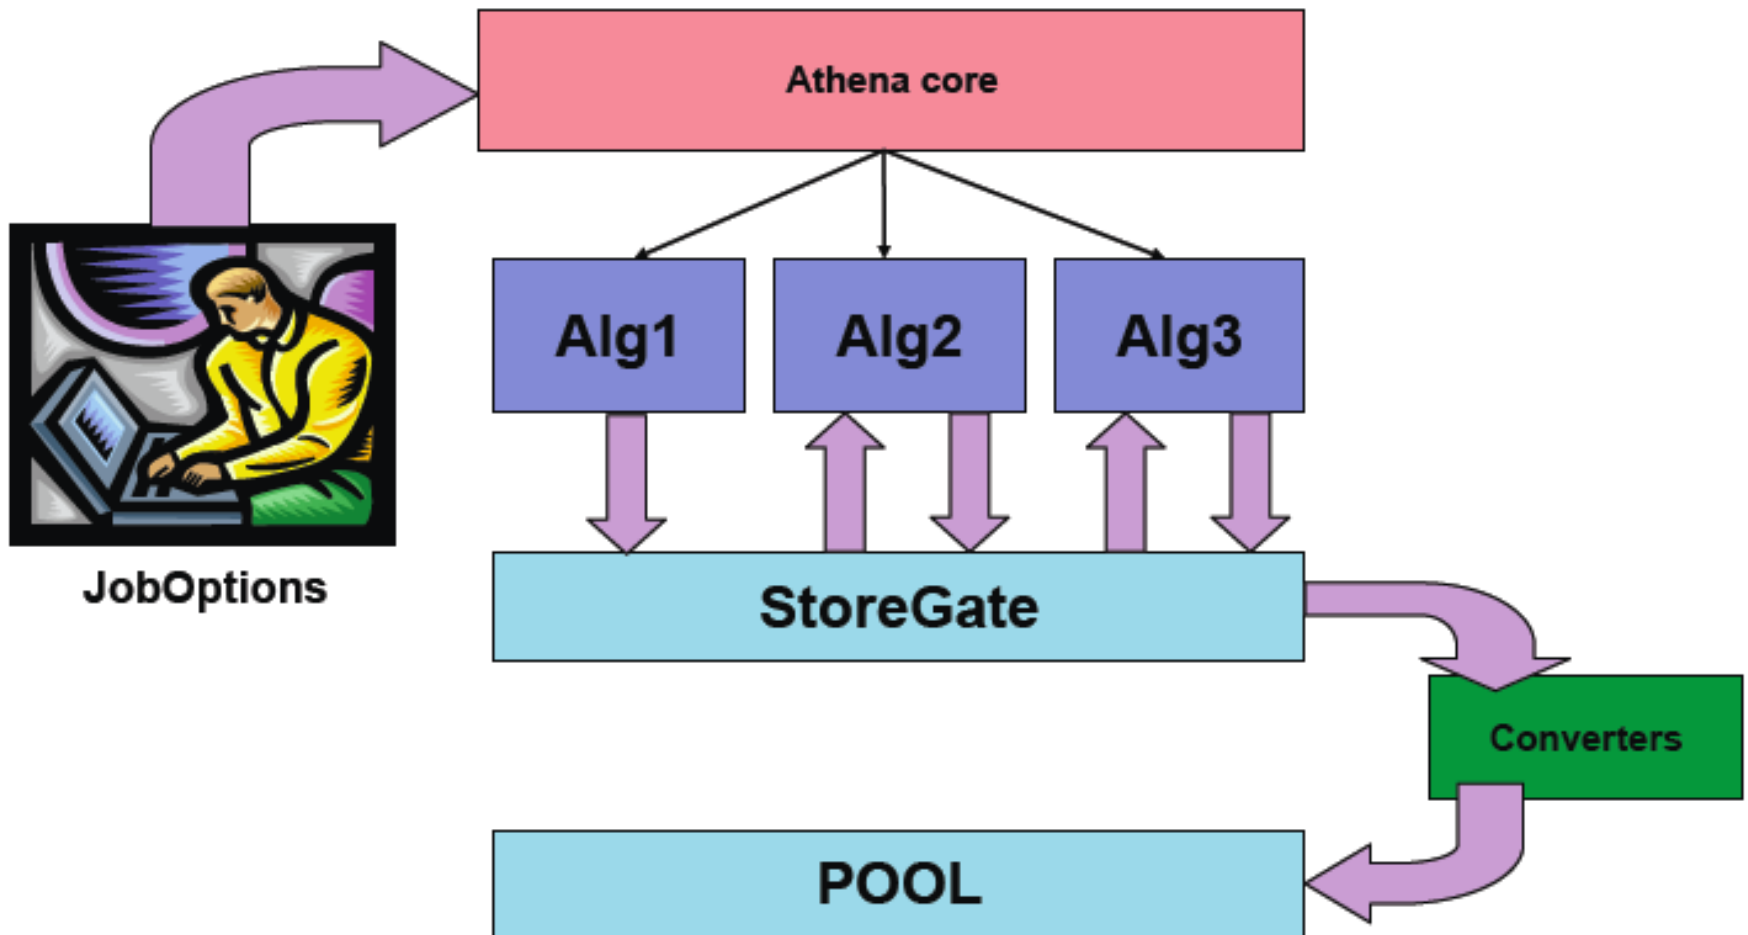 Athena core
Alg1
Alg2
Alg3
JobOptions
StoreGate
Converters
POOL